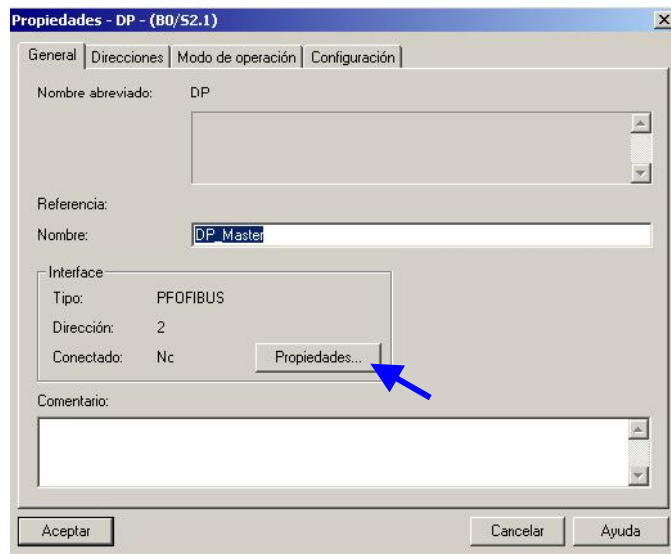 Propiedades - DP - (B0/S2.1)
General Direcciones Modo de operación Configuración
Nombre abreviado: DP
Referencia:
Nombre: DP_Master
Interface
Tipo: PFOFIBUS
Dirección: 2
Conectado: Nc Propiedades...
Comentario:
Aceptar Cancelar Ayuda